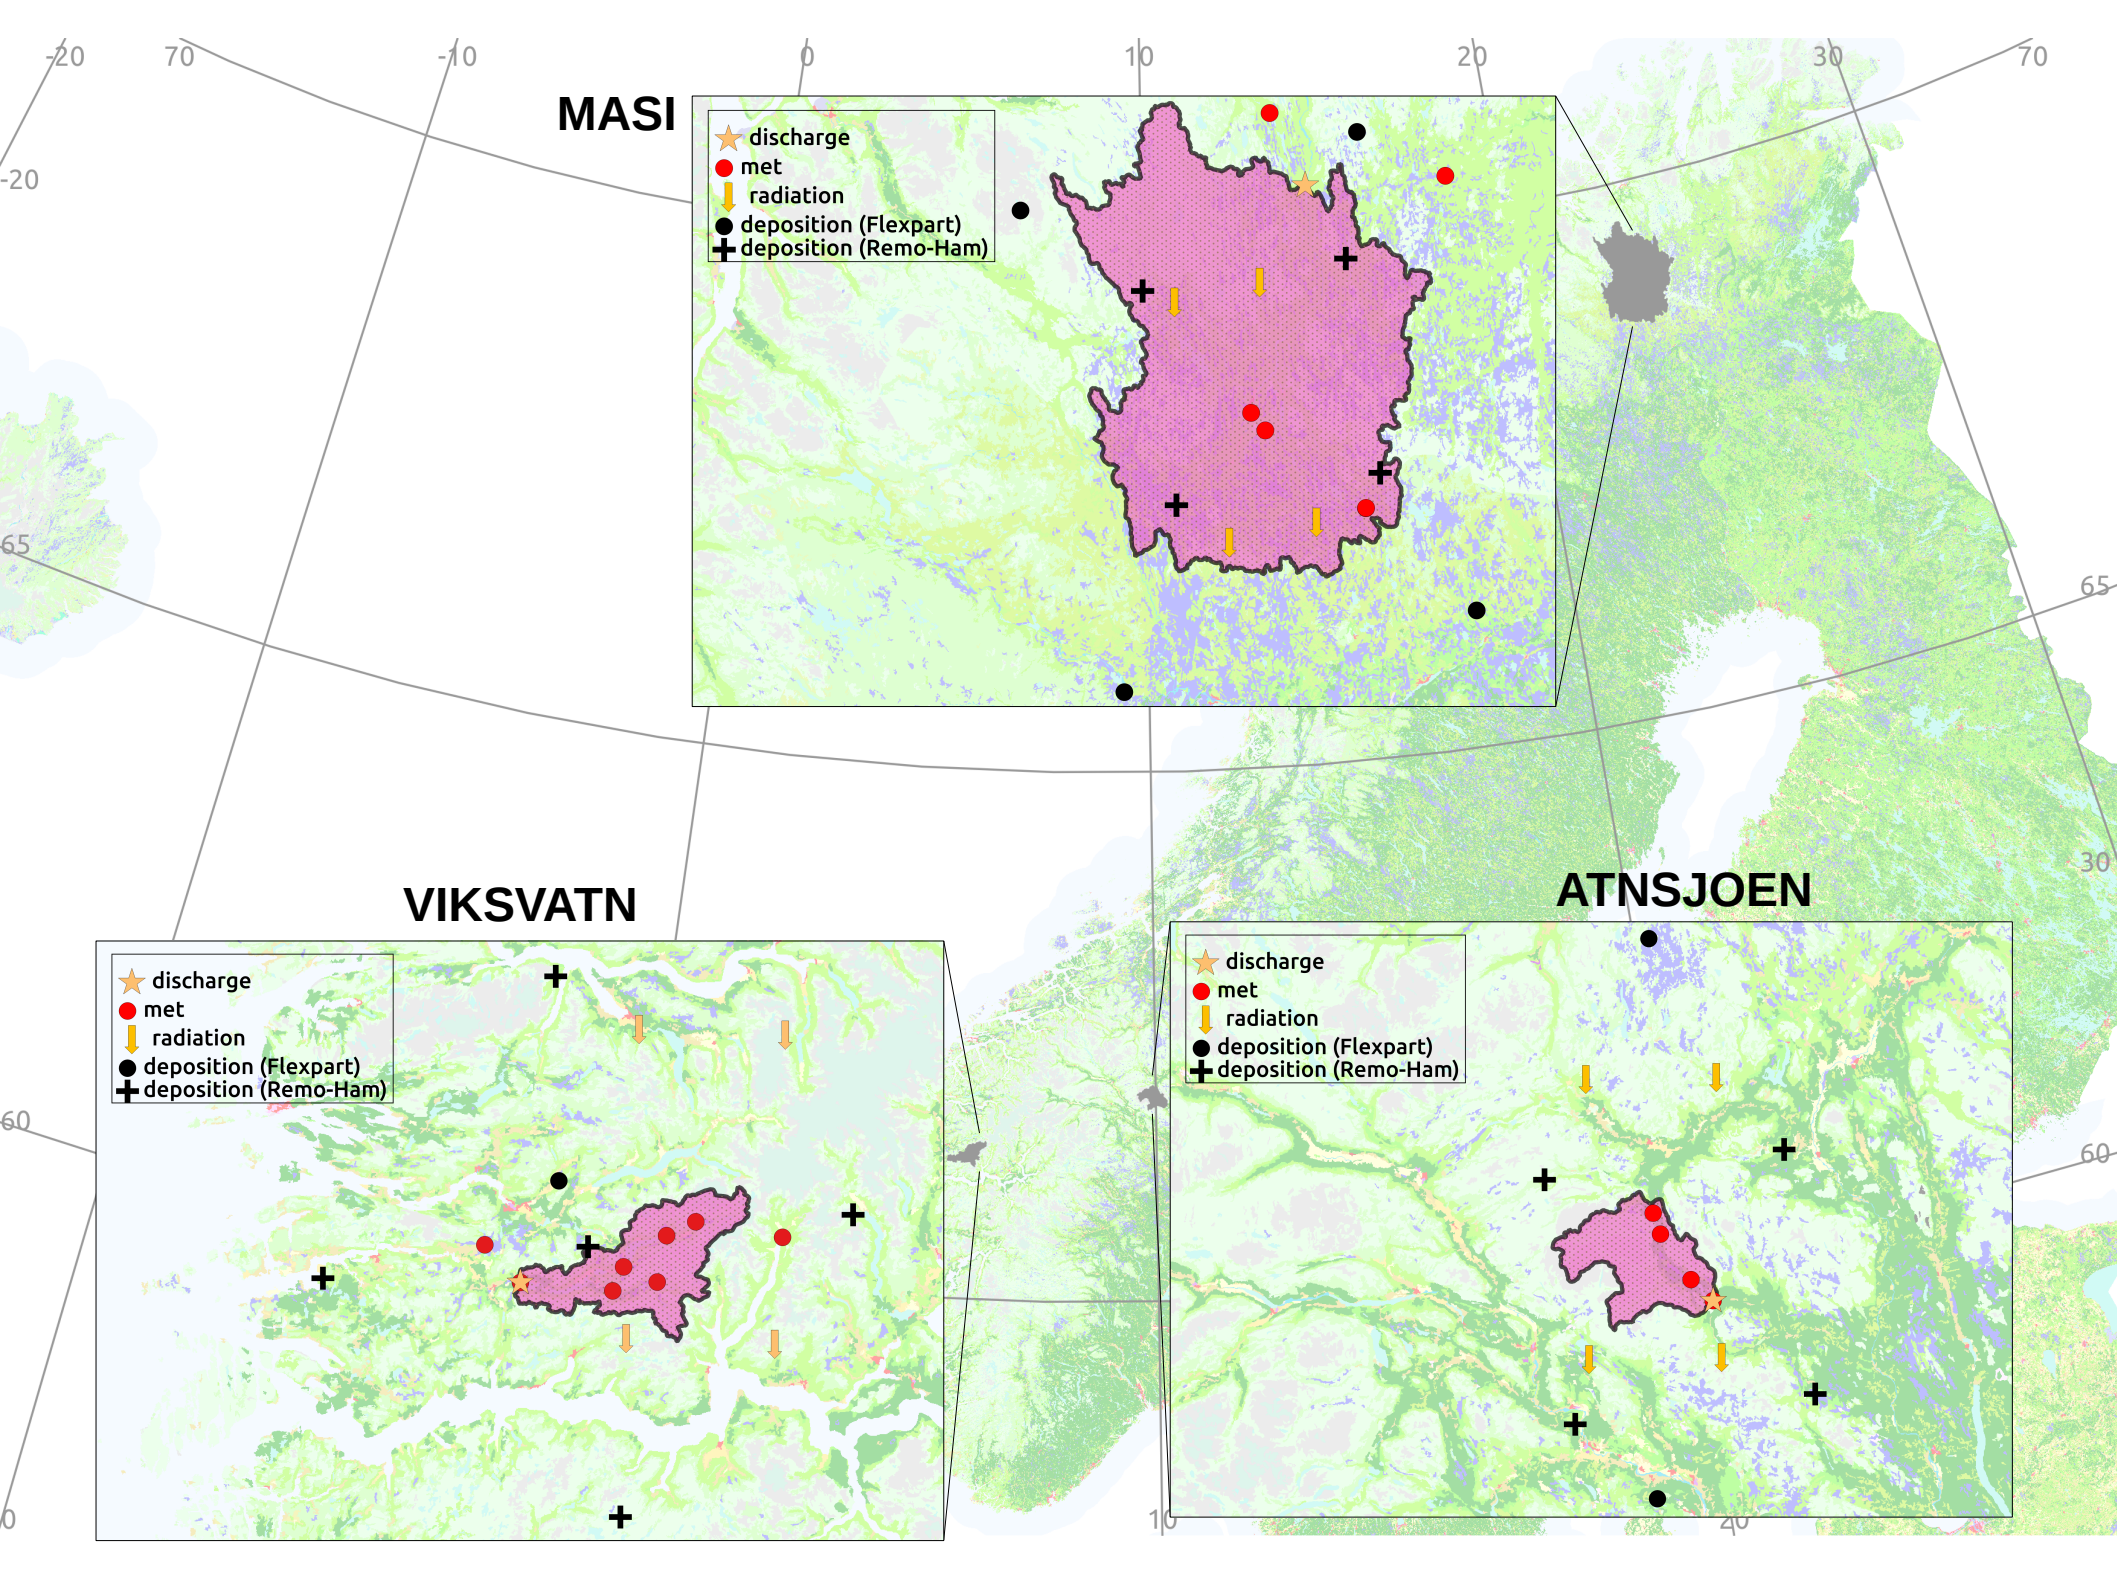 -20 70 -10 0 10 20 30 70
MASI
-20
discharge
met
radiation
deposition (Flexpart)
deposition (Remo-Ham)
65
65
30
VIKSVATN
ATNSJOEN
discharge
met
radiation
deposition (Flexpart)
deposition (Remo-Ham)
discharge
met
radiation
deposition (Flexpart)
deposition (Remo-Ham)
60
60
0
10
20